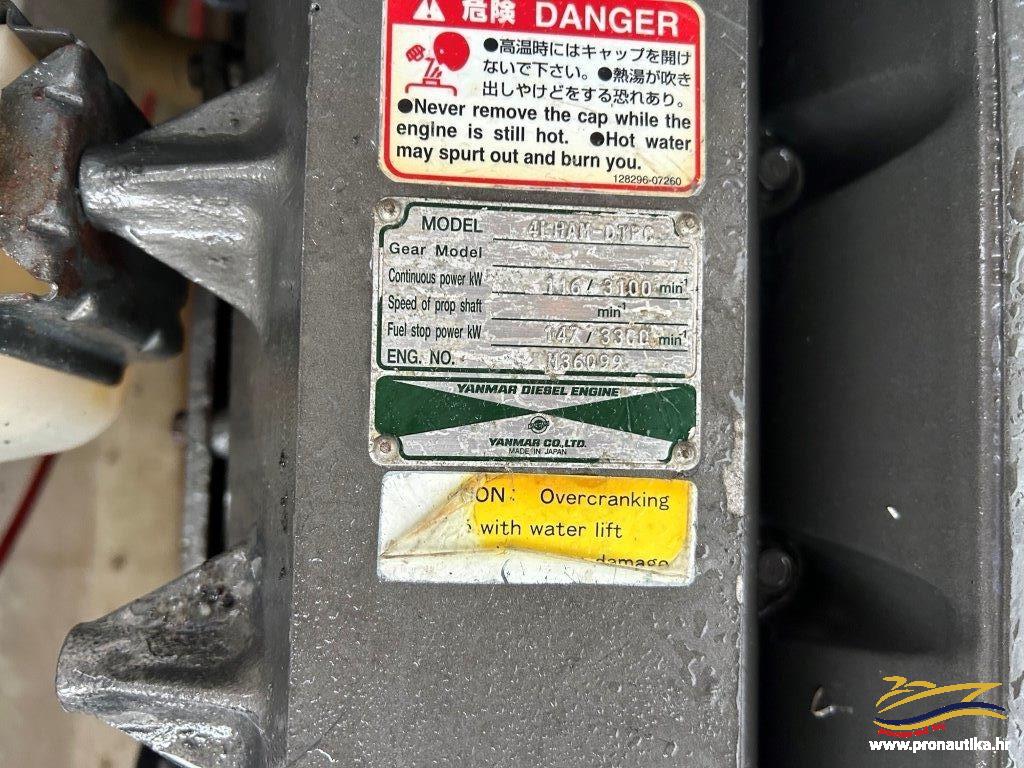 危険 DANGER
●高温時にはキャップを開け
ないで下さい。●熱湯が吹き
出しやけどをする恐れあり。
●Never remove the cap while the
engine is still hot. ●Hot water
may spurt out and burn you.
128296-07260
MODEL
Gear Model
Continuous power kW 116/3100 min⁻¹
Speed of prop shaft min⁻¹
Fuel stop power kW 147/3300 min⁻¹
ENG. NO. M36099
YANMAR DIESEL ENGINE
YANMAR CO.,LTD.
MADE IN JAPAN
ON: Overcranking
with water lift
damage
www.pronautika.hr